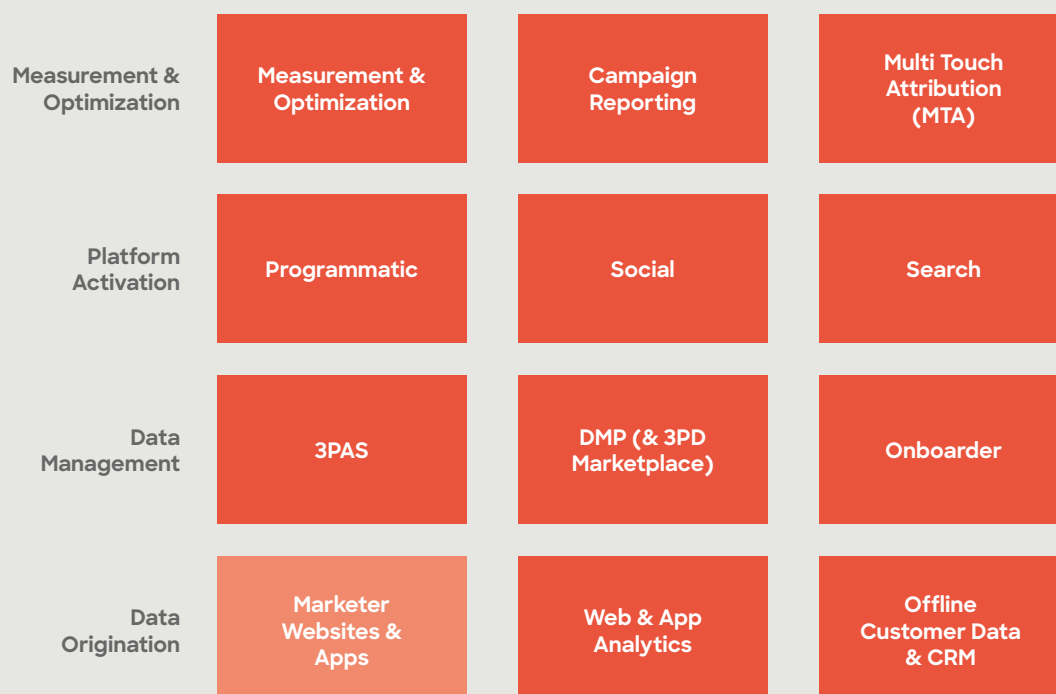 Measurement &
Optimization
Measurement &
Optimization
Campaign
Reporting
Multi Touch
Attribution
(MTA)
Platform
Activation
Programmatic
Social
Search
Data
Management
3PAS
DMP (& 3PD
Marketplace)
Onboarder
Data
Origination
Marketer
Websites &
Apps
Web & App
Analytics
Offline
Customer Data
& CRM